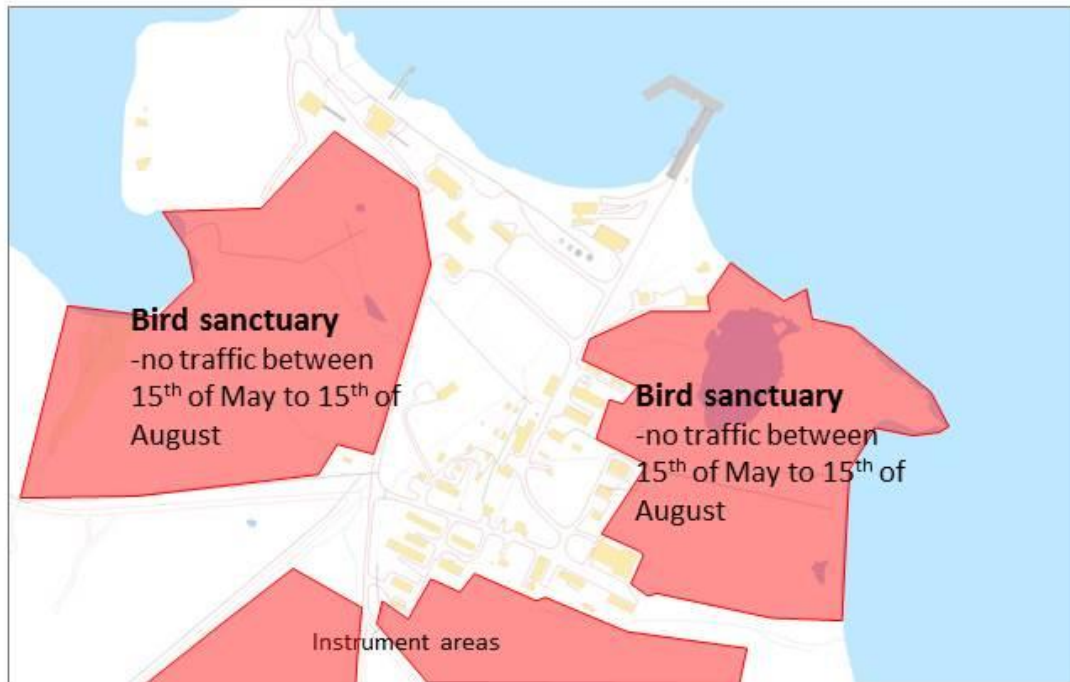 Bird sanctuary
-no traffic between
15th of May to 15th of
August
Bird sanctuary
-no traffic between
15th of May to 15th of
August
Instrument areas